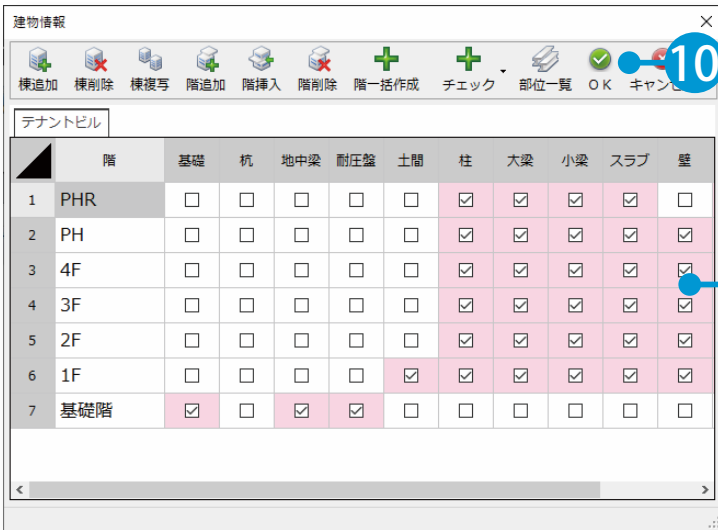 建物情報
棟追加 棟削除 棟複写 階追加 階挿入 階削除 階一括作成 チェック 部位一覧 OK キャンセル
10
テナントビル
階 基礎 杭 地中梁 耐圧盤 土間 柱 大梁 小梁 スラブ 壁
1 PHR
2 PH
3 4F
4 3F
5 2F
6 1F
7 基礎階